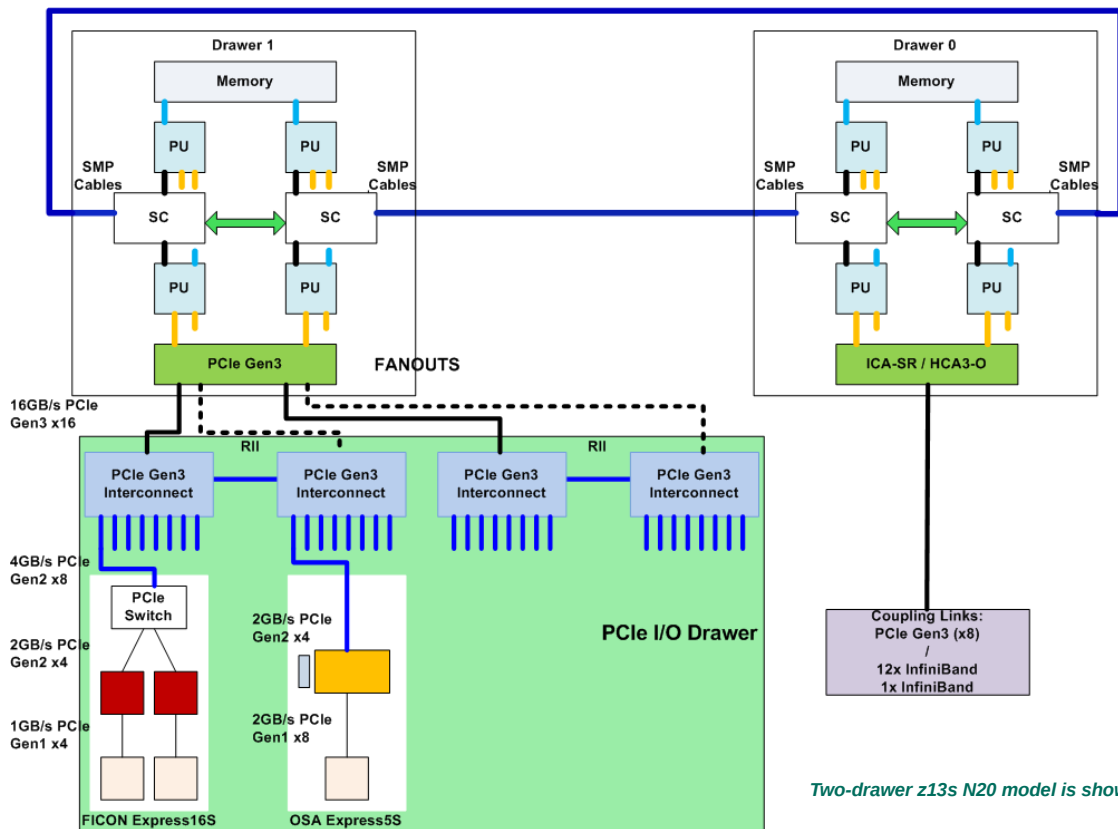 Drawer 1
Memory
PU
PU
SMP
Cables
SC
SC
SMP
Cables
PU
PU
PCIe Gen3
FANOUTS
Drawer 0
Memory
PU
PU
SMP
Cables
SC
SC
SMP
Cables
PU
PU
ICA-SR / HCA3-O
16GB/s PCIe
Gen3 x16
RII
RII
PCIe Gen3
Interconnect
PCIe Gen3
Interconnect
PCIe Gen3
Interconnect
PCIe Gen3
Interconnect
4GB/s PCIe
Gen2 x8
PCIe
Switch
2GB/s PCIe
Gen2 x4
1GB/s PCIe
Gen1 x4
FICON Express16S
2GB/s PCIe
Gen2 x4
2GB/s PCIe
Gen1 x8
OSA Express5S
PCIe I/O Drawer
Coupling Links:
PCIe Gen3 (x8)
/
12x InfiniBand
1x InfiniBand
Two-drawer z13s N20 model is show